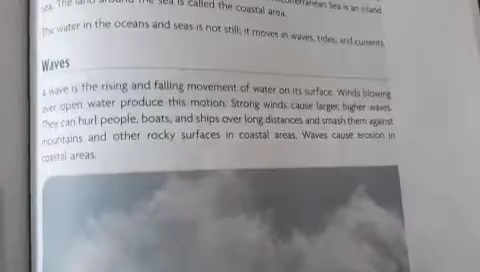 sea. The land around the sea is called the coastal area.
Mediterranean Sea is an inland
The water in the oceans and seas is not still; it moves in waves, tides, and currents.
Waves
A wave is the rising and falling movement of water on its surface. Winds blowing
over open water produce this motion. Strong winds cause larger, higher waves.
They can hurl people, boats, and ships over long distances and smash them against
mountains and other rocky surfaces in coastal areas. Waves cause erosion in
coastal areas.